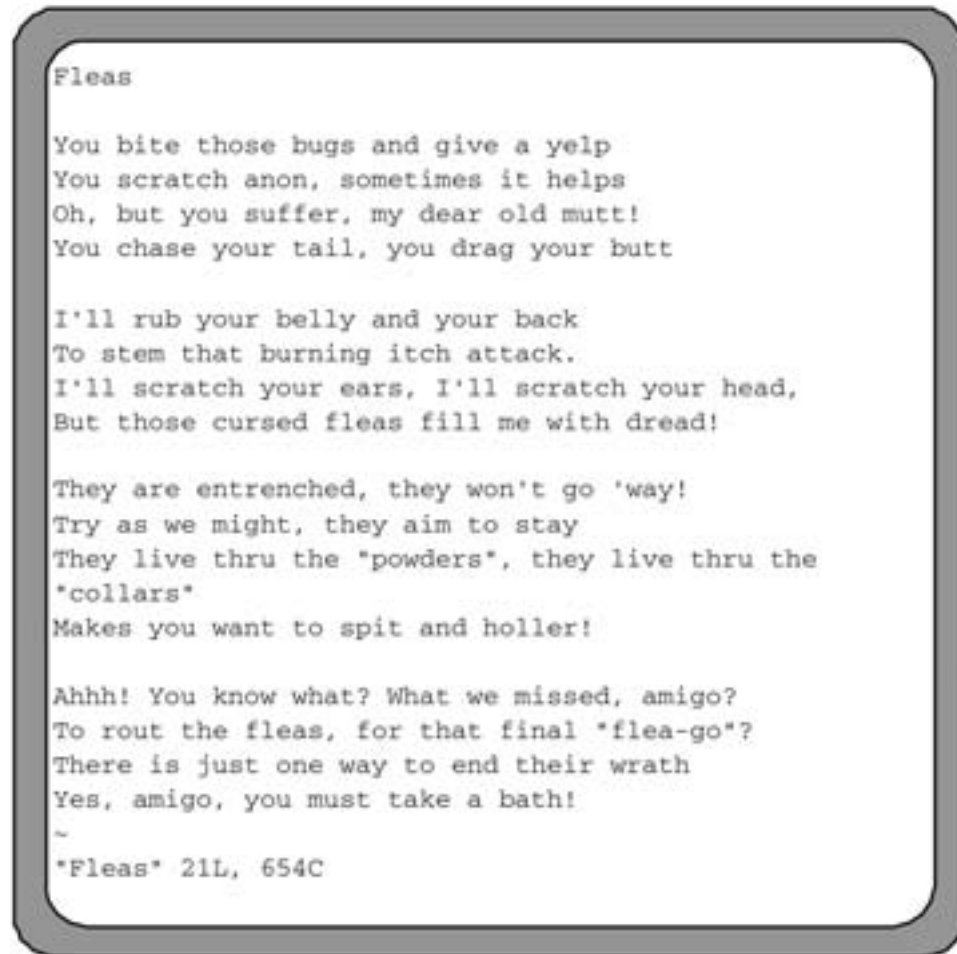 Fleas
You bite those bugs and give a yelp
You scratch anon, sometimes it helps
Oh, but you suffer, my dear old mutt!
You chase your tail, you drag your butt
I'll rub your belly and your back
To stem that burning itch attack.
I'll scratch your ears, I'll scratch your head,
But those cursed fleas fill me with dread!
They are entrenched, they won't go 'way!
Try as we might, they aim to stay
They live thru the "powders", they live thru the
"collars"
Makes you want to spit and holler!
Ahhh! You know what? What we missed, amigo?
To rout the fleas, for that final "flea-go"?
There is just one way to end their wrath
Yes, amigo, you must take a bath!
~
"Fleas" 21L, 654C